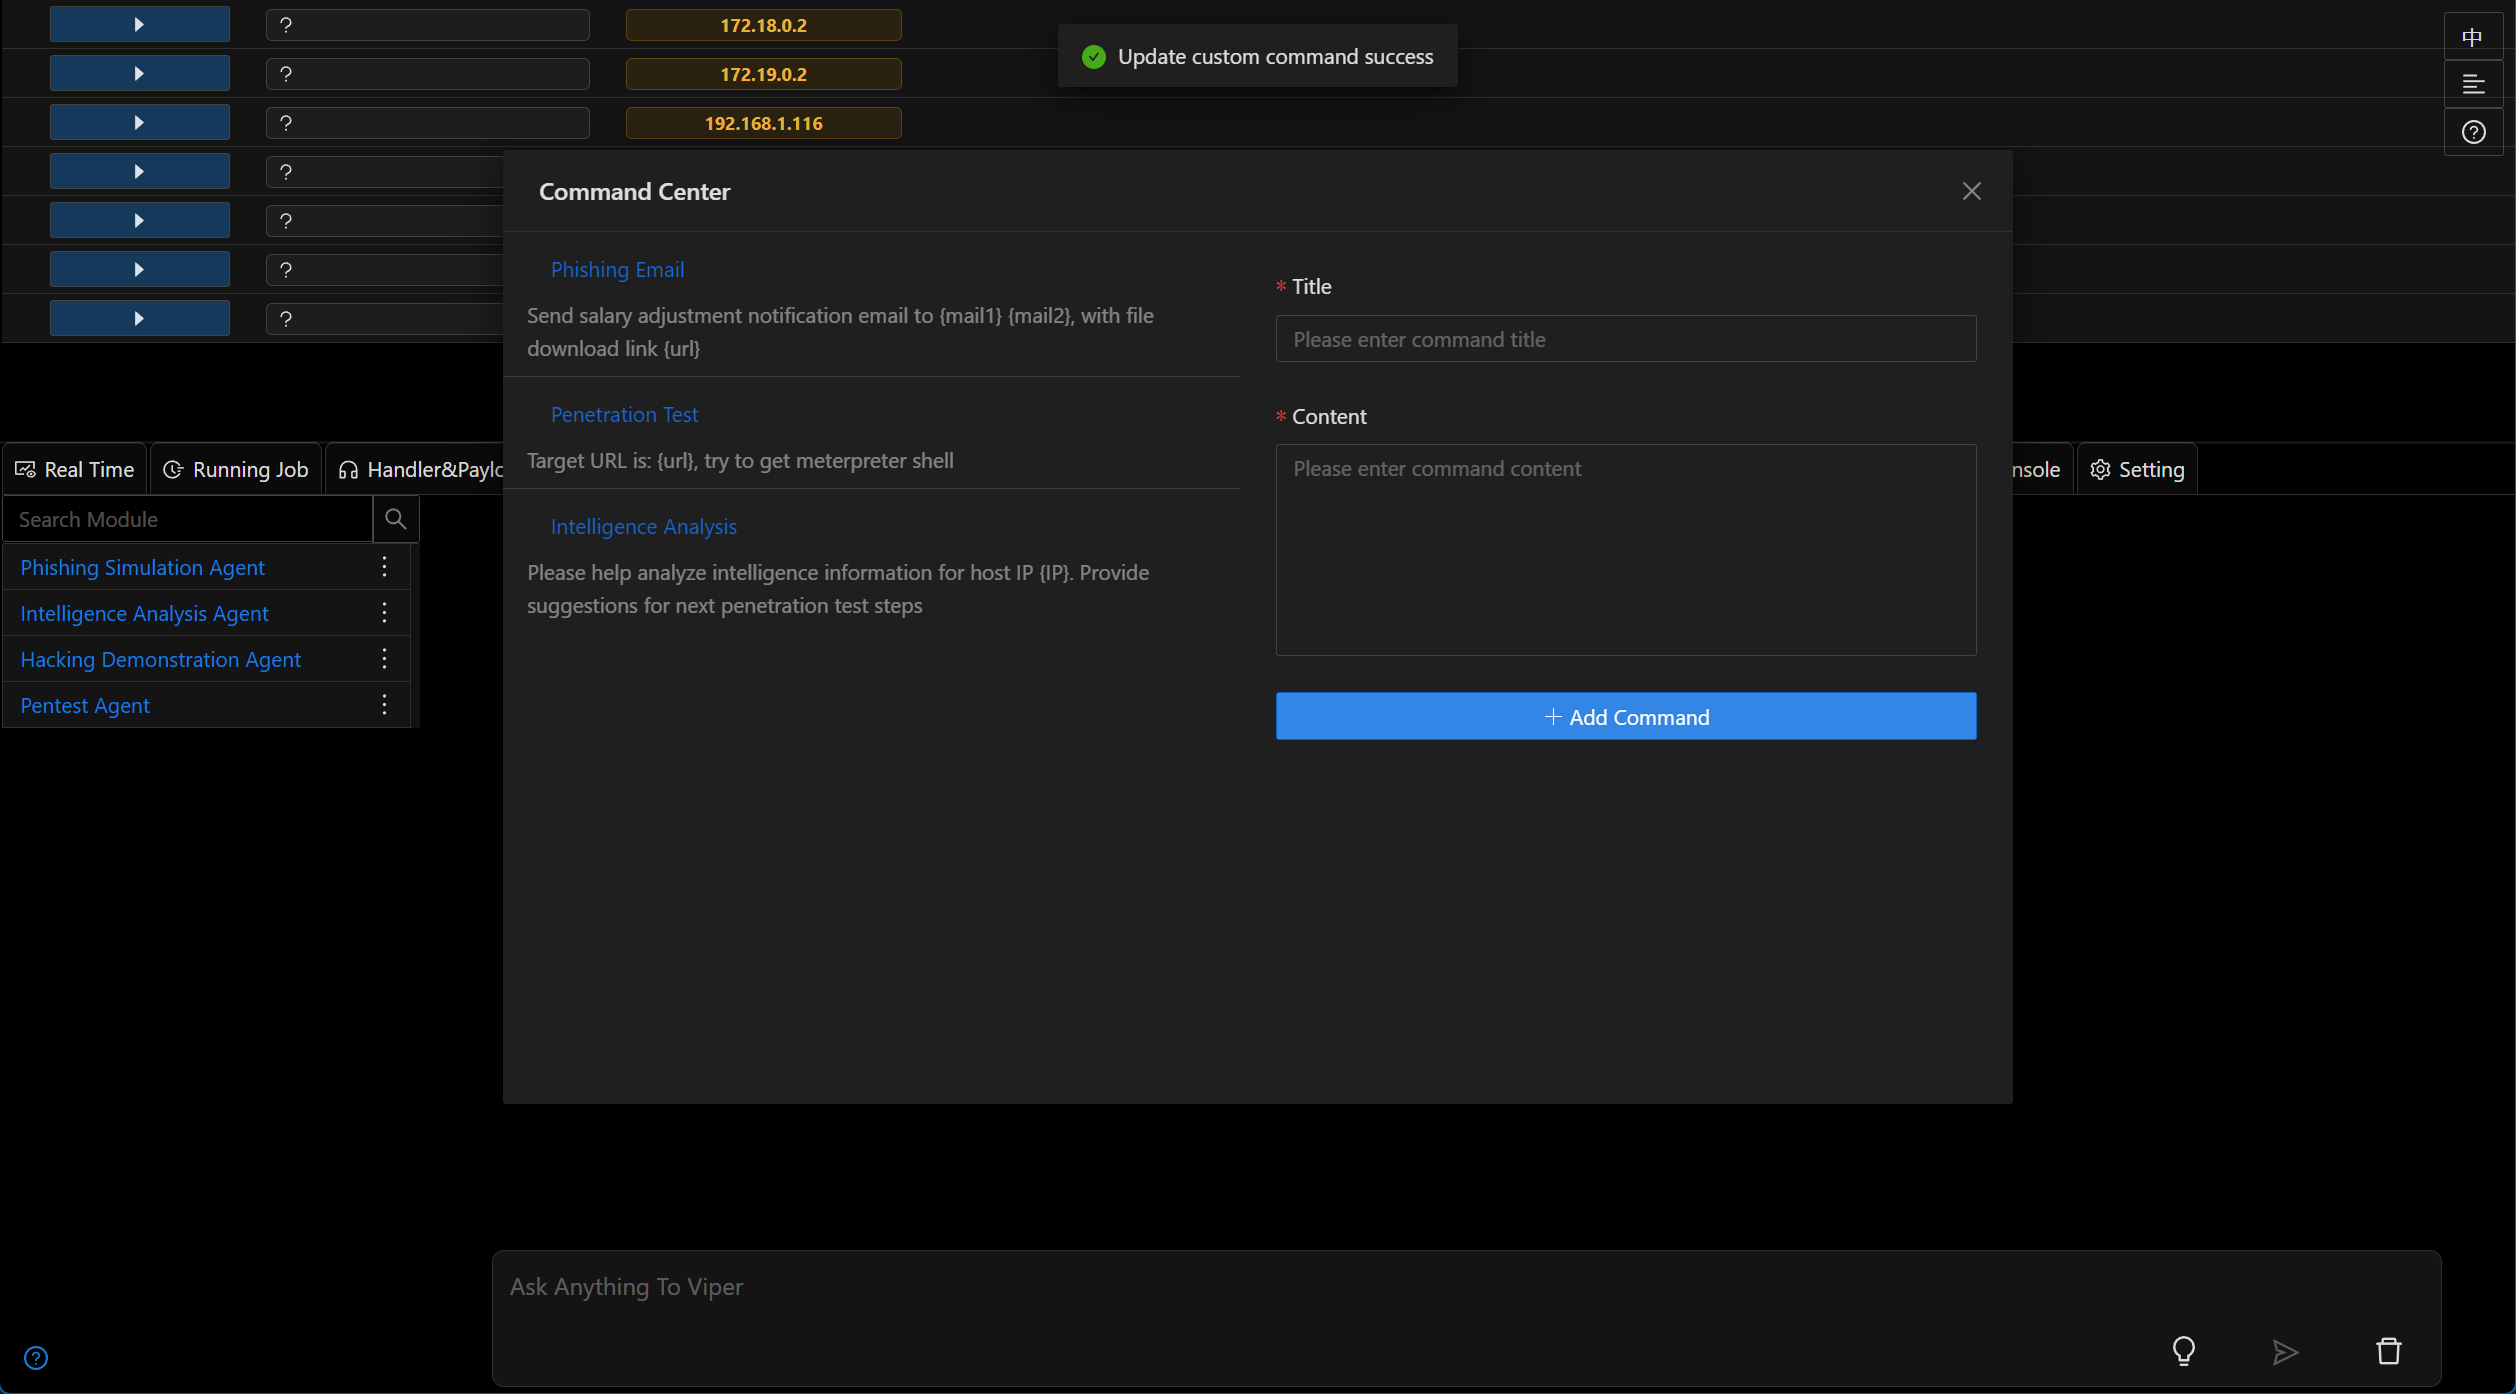 ?
172.18.0.2
?
172.19.0.2
?
192.168.1.116
?
?
?
?
Update custom command success
中
Command Center
Phishing Email
Send salary adjustment notification email to {mail1} {mail2}, with file
download link {url}
Penetration Test
Target URL is: {url}, try to get meterpreter shell
Intelligence Analysis
Please help analyze intelligence information for host IP {IP}. Provide
suggestions for next penetration test steps
* Title
Please enter command title
* Content
Please enter command content
+ Add Command
Real Time
Running Job
Handler&Paylo
nsole
Setting
Search Module
Phishing Simulation Agent
Intelligence Analysis Agent
Hacking Demonstration Agent
Pentest Agent
Ask Anything To Viper